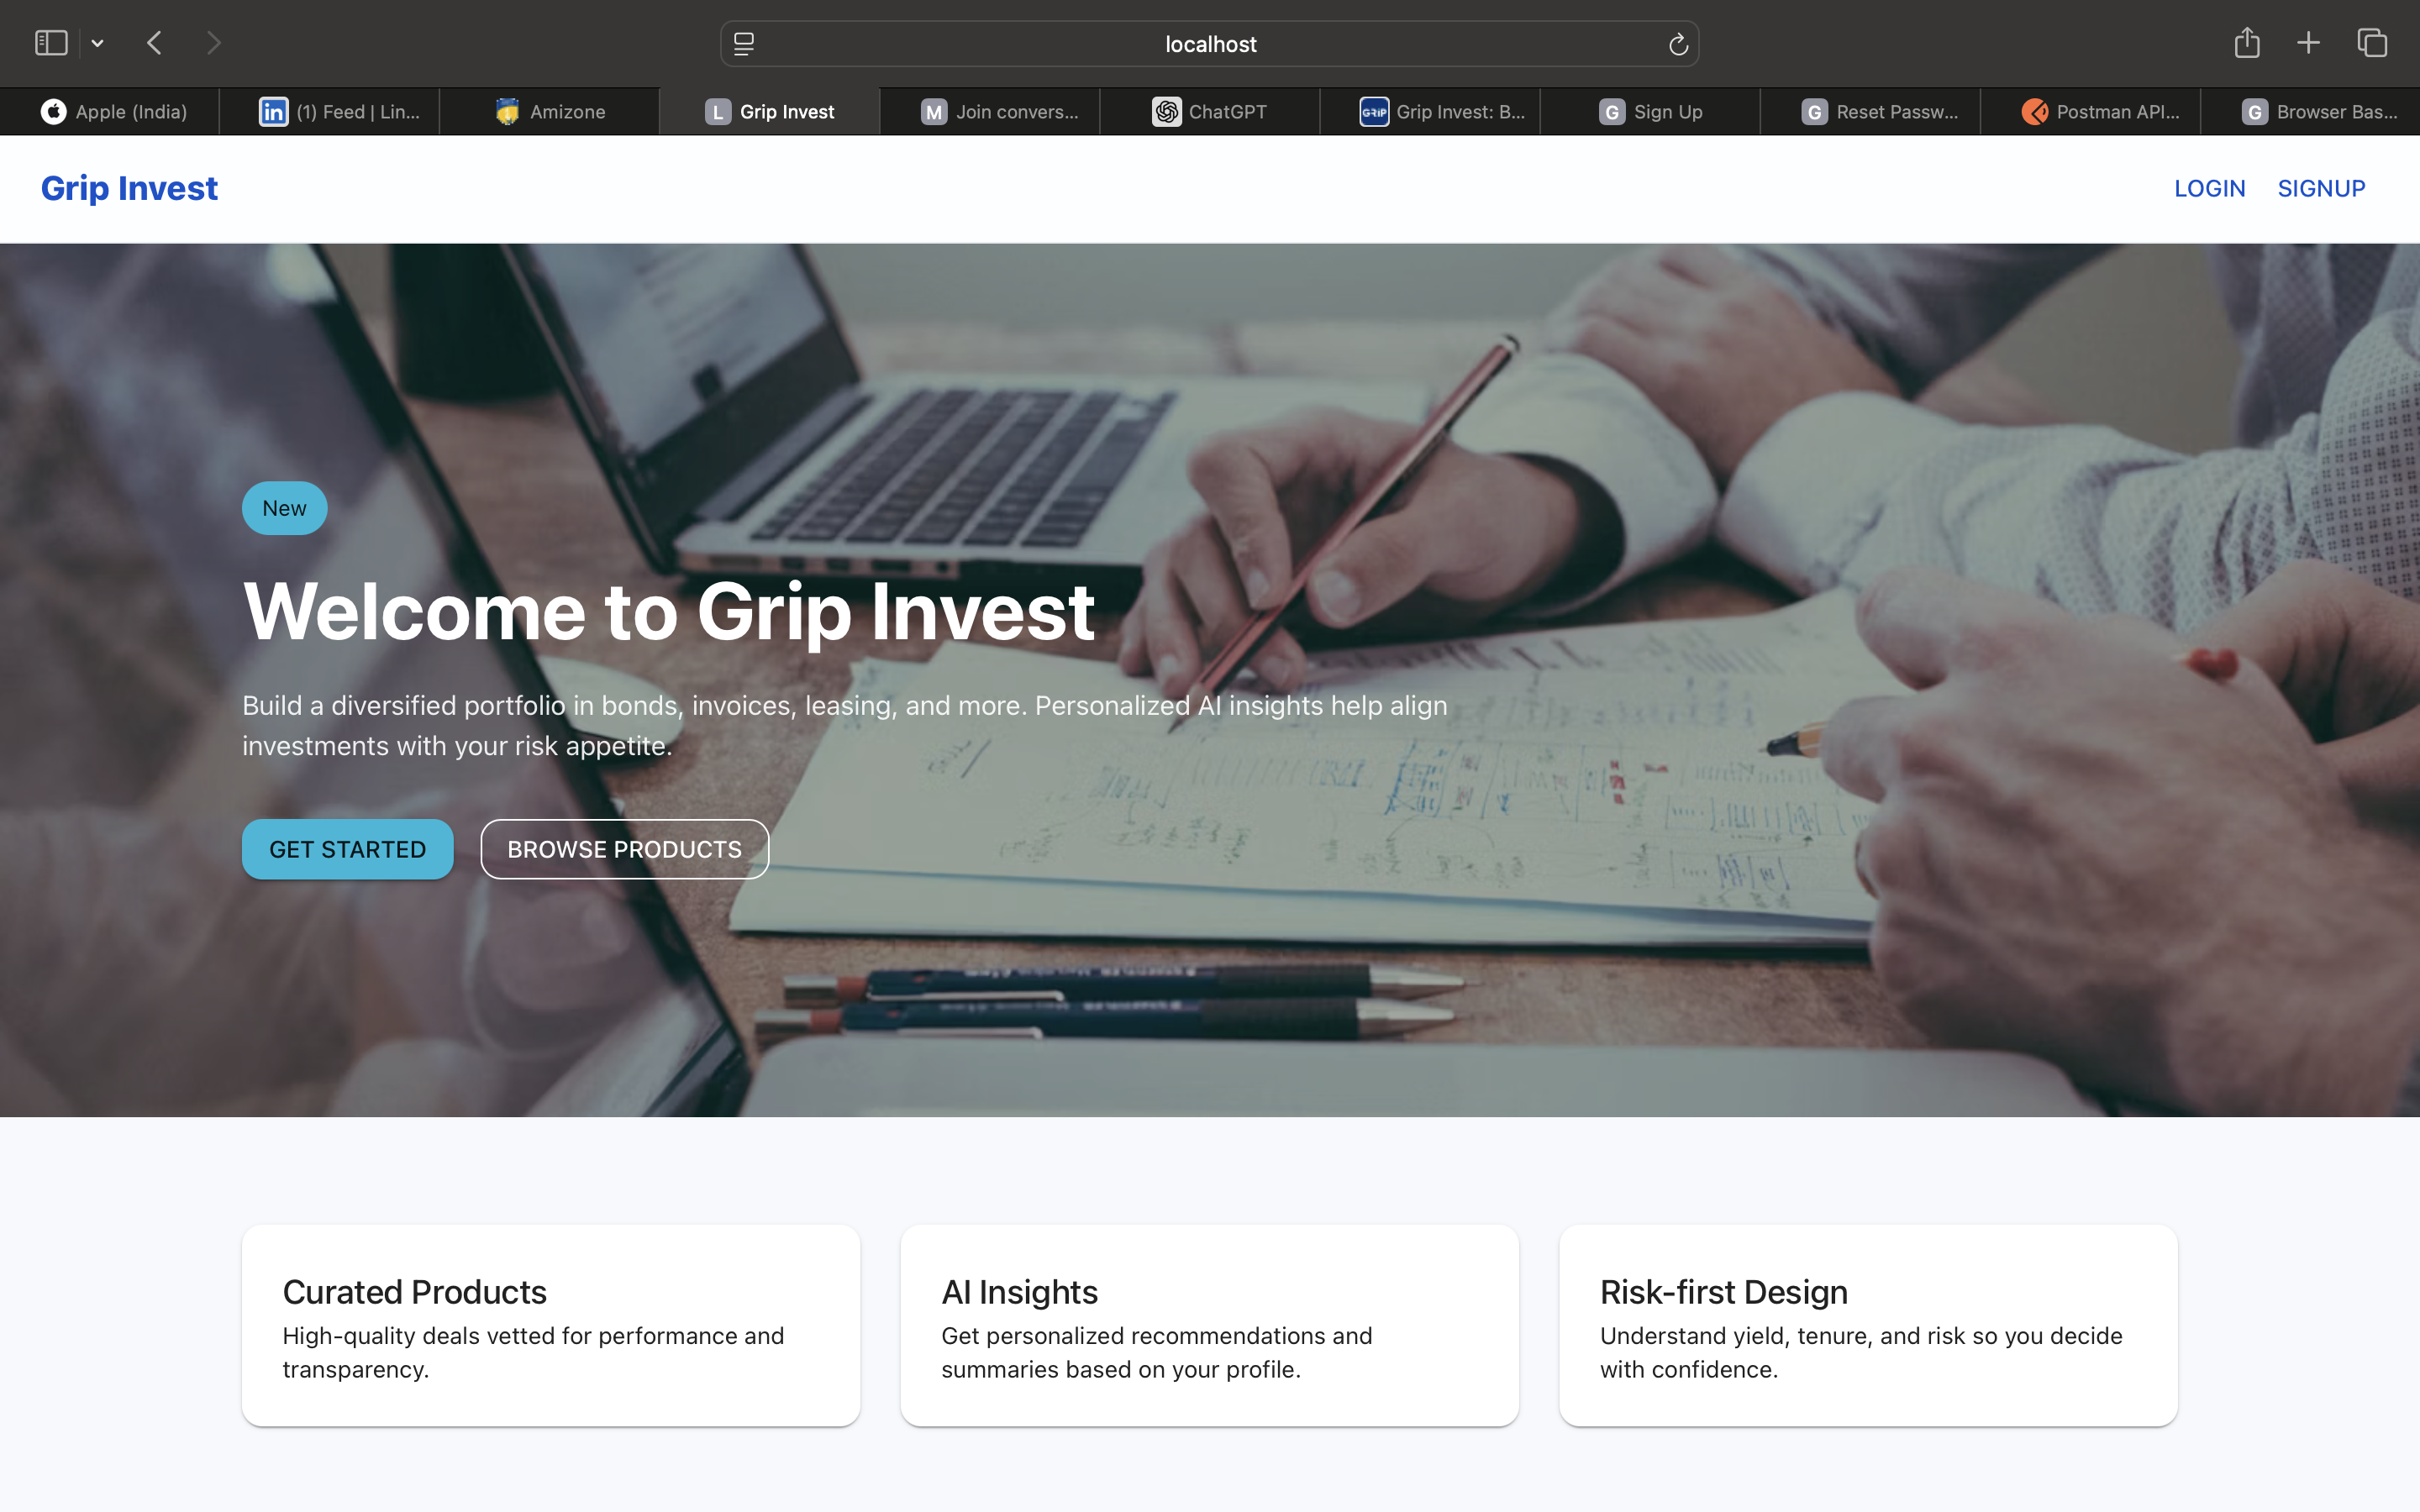 localhost
Apple (India)
(1) Feed | Lin...
Amizone
L Grip Invest
M Join convers...
ChatGPT
GRIP Grip Invest: B...
G Sign Up
G Reset Passw...
Postman API...
G Browser Bas...
Grip Invest
LOGIN
SIGNUP
New
Welcome to Grip Invest
Build a diversified portfolio in bonds, invoices, leasing, and more. Personalized AI insights help align
investments with your risk appetite.
GET STARTED
BROWSE PRODUCTS
Curated Products
High-quality deals vetted for performance and
transparency.
AI Insights
Get personalized recommendations and
summaries based on your profile.
Risk-first Design
Understand yield, tenure, and risk so you decide
with confidence.